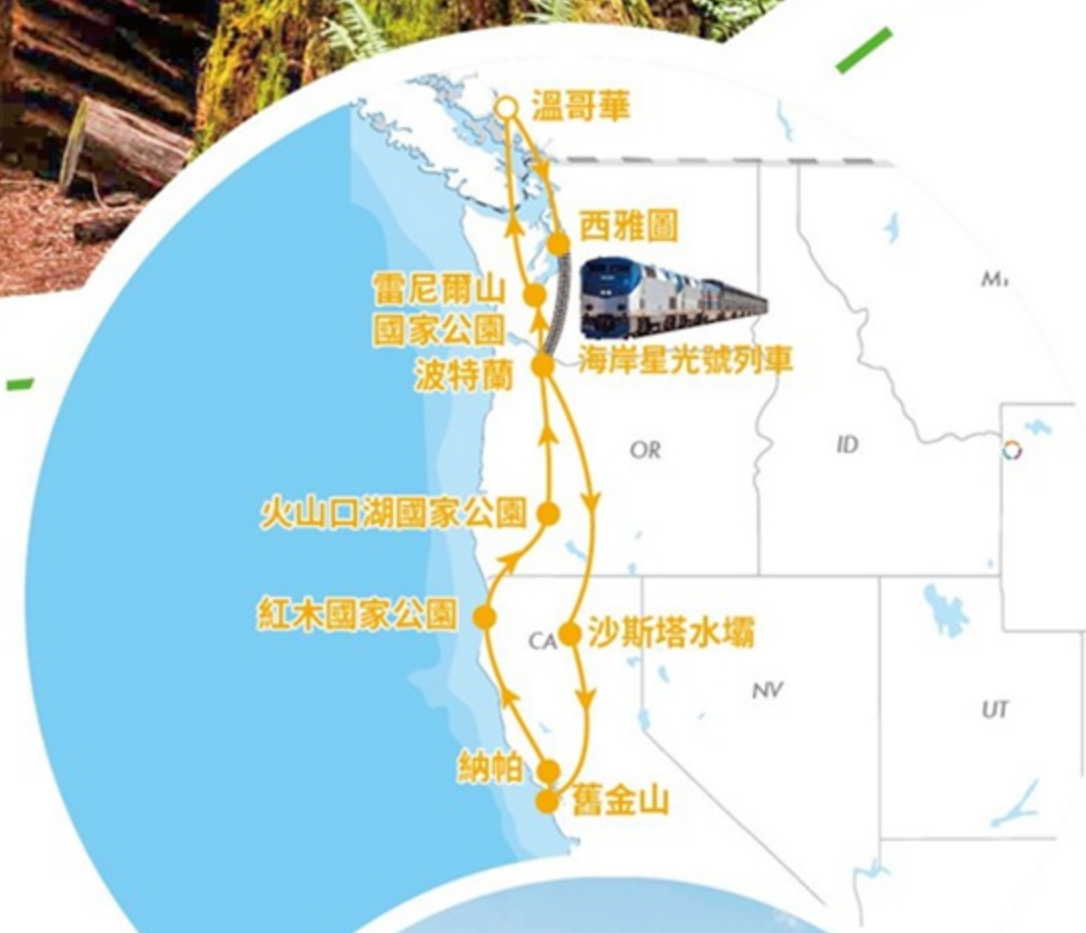 溫哥華
西雅圖
雷尼爾山
國家公園
波特蘭
海岸星光號列車
OR
ID
火山口湖國家公園
紅木國家公園
CA
沙斯塔水壩
NV
UT
納帕
舊金山